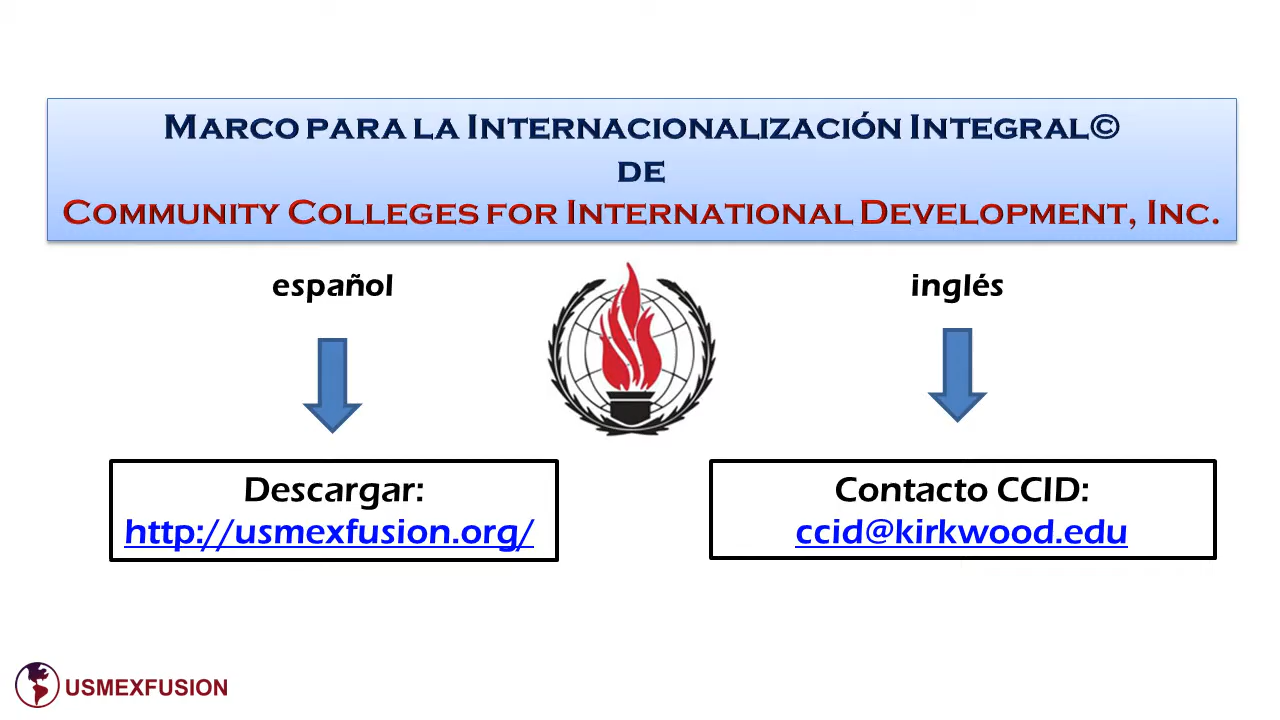 MARCO PARA LA INTERNACIONALIZACIÓN INTEGRAL©
DE
COMMUNITY COLLEGES FOR INTERNATIONAL DEVELOPMENT, INC.
español
inglés
Descargar:
http://usmexfusion.org/
Contacto CCID:
ccid@kirkwood.edu
USMEXFUSION